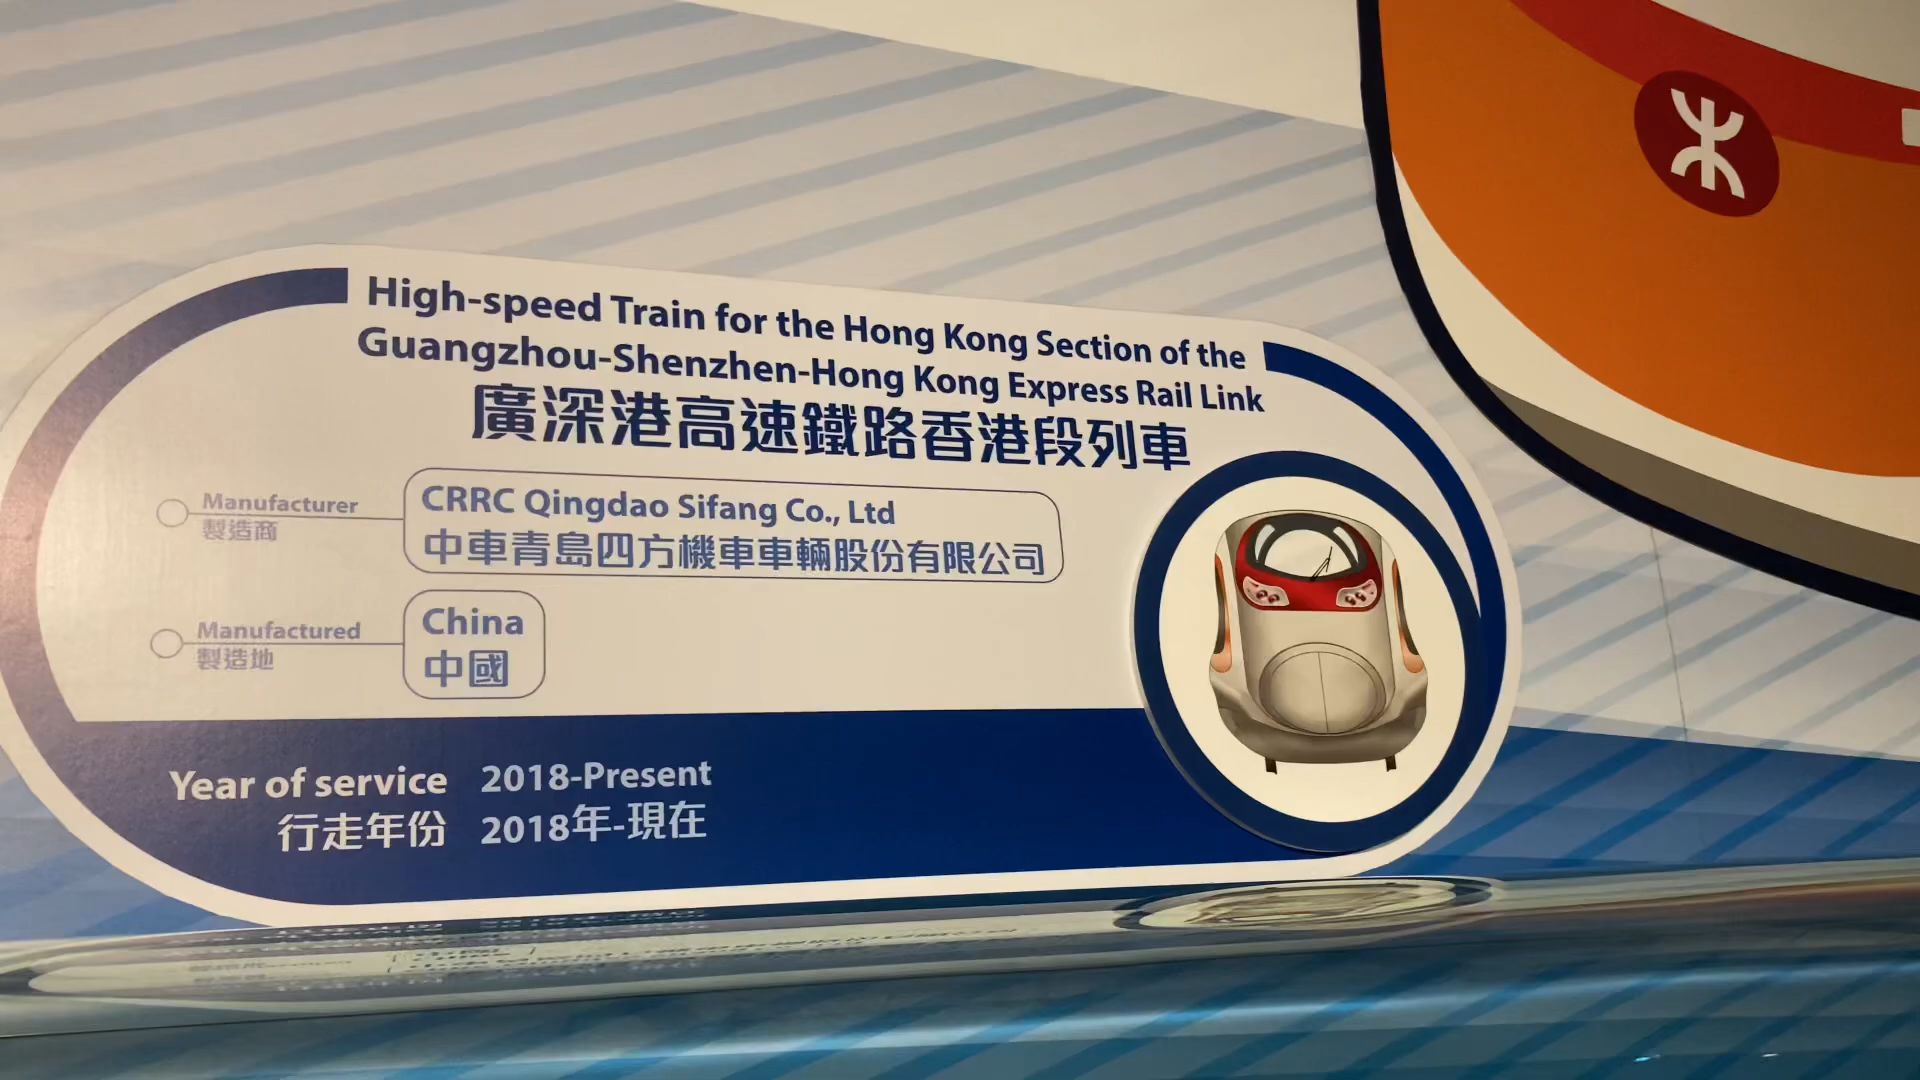 High-speed Train for the Hong Kong Section of the
Guangzhou-Shenzhen-Hong Kong Express Rail Link
廣深港高速鐵路香港段列車
Manufacturer
製造商
CRRC Qingdao Sifang Co., Ltd
中車青島四方機車車輛股份有限公司
Manufactured
製造地
China
中國
Year of service 2018-Present
行走年份 2018年-現在